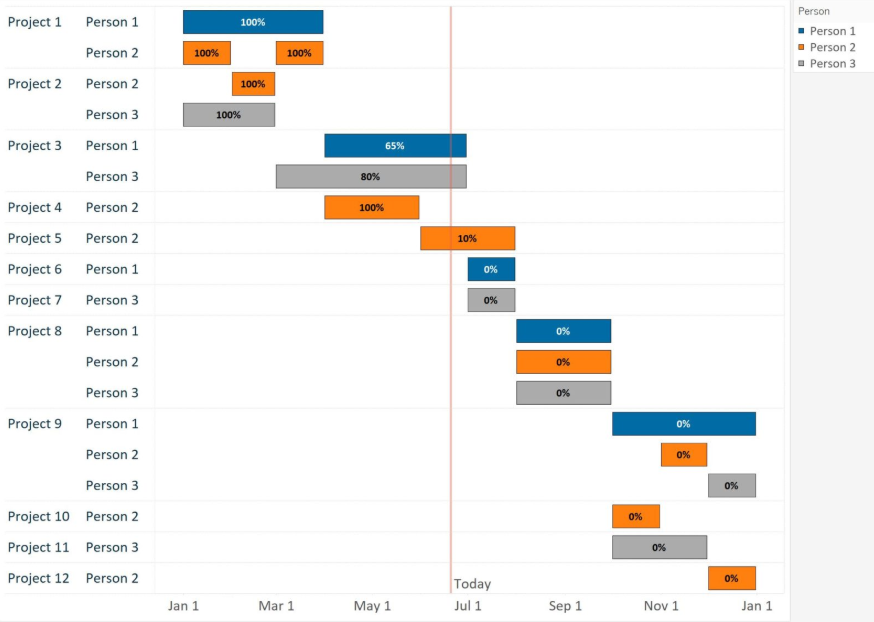 Person
Person 1
Person 2
Person 3
Project 1 Person 1 100%
Person 2 100% 100%
Project 2 Person 2 100%
Person 3 100%
Project 3 Person 1 65%
Person 3 80%
Project 4 Person 2 100%
Project 5 Person 2 10%
Project 6 Person 1 0%
Project 7 Person 3 0%
Project 8 Person 1 0%
Person 2 0%
Person 3 0%
Project 9 Person 1 0%
Person 2 0%
Person 3 0%
Project 10 Person 2 0%
Project 11 Person 3 0%
Project 12 Person 2 0%
Today
Jan 1 Mar 1 May 1 Jul 1 Sep 1 Nov 1 Jan 1